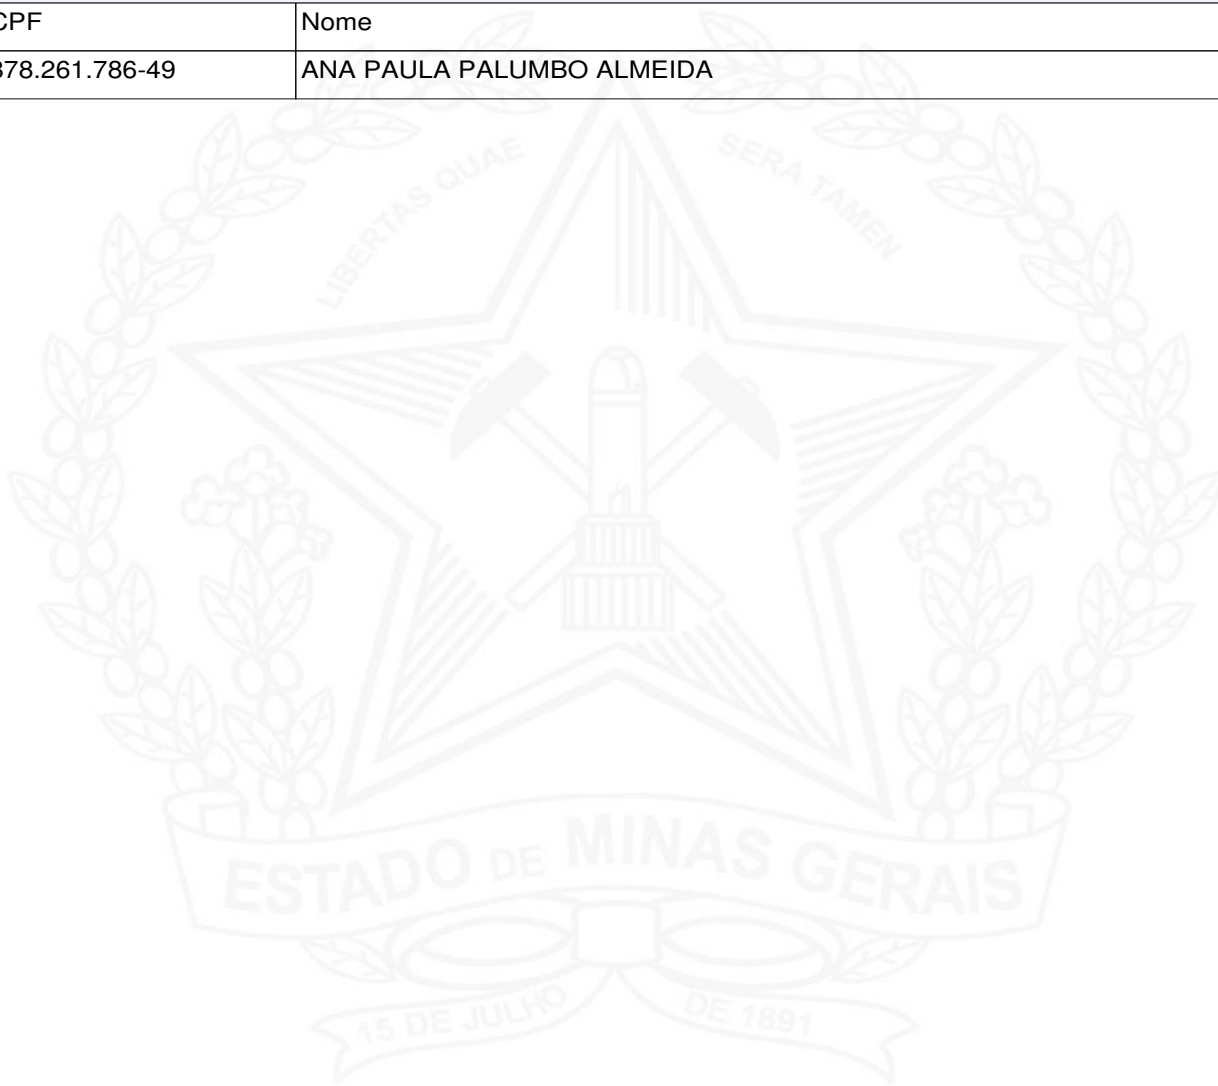 CPF Nome
878.261.786-49 ANA PAULA PALUMBO ALMEIDA
LIBERTAS QUAE SERA TAMEN
ESTADO DE MINAS GERAIS
15 DE JULHO DE 1891